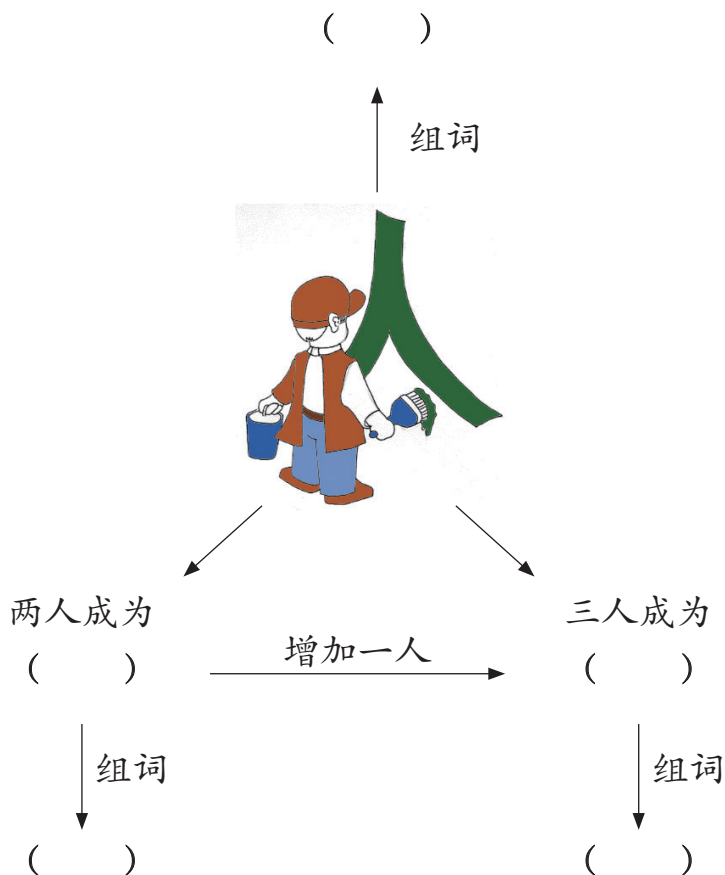 (    )
组词
人
两人成为
三人成为
(    )
增加一人
(    )
组词
组词
(    )
(    )